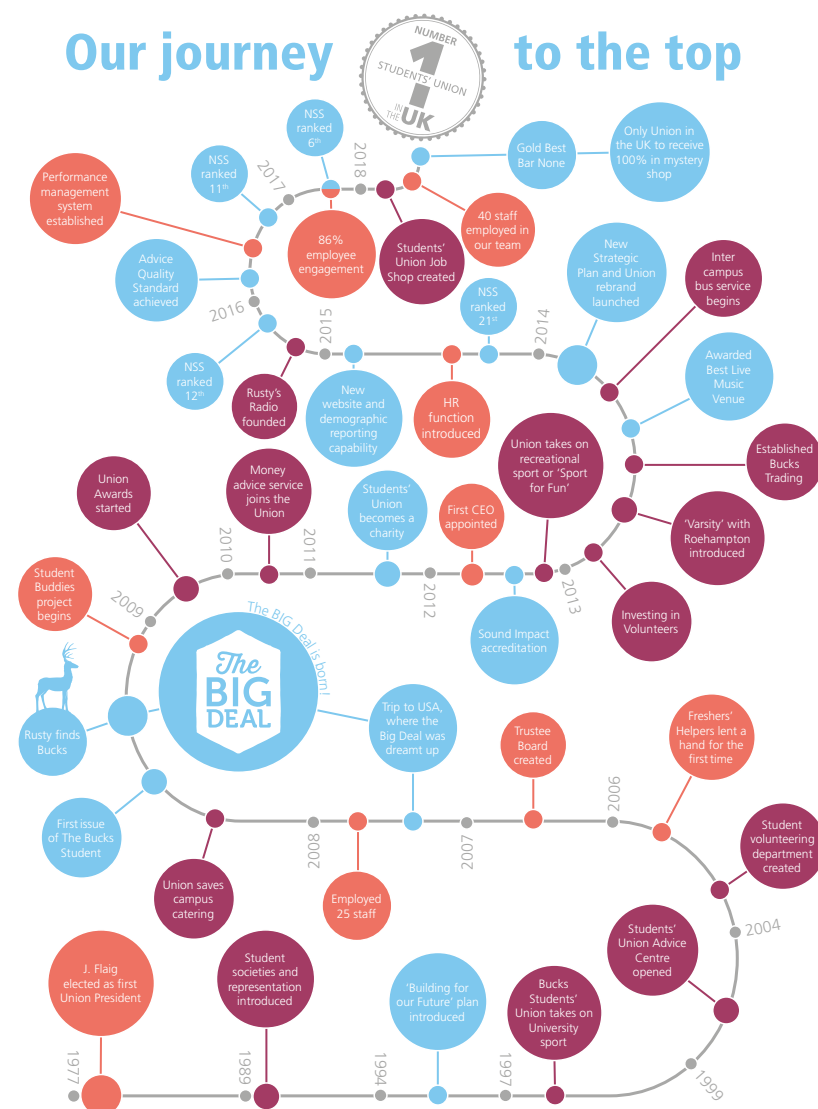 Our journey
to the top
NUMBER
1
STUDENTS' UNION
IN
THE UK
NSS
ranked
6th
2018
Gold Best
Bar None
Only Union in
the UK to receive
100% in mystery
shop
NSS
ranked
11th
2017
Performance
management
system
established
86%
employee
engagement
Students'
Union Job
Shop created
40 staff
employed in
our team
Advice
Quality
Standard
achieved
2016
New
Strategic
Plan and Union
rebrand
launched
Inter
campus
bus service
begins
NSS
ranked
21st
2014
2015
NSS
ranked
12th
Rusty's
Radio
founded
New
website and
demographic
reporting
capability
HR
function
introduced
Awarded
Best Live
Music
Venue
Union takes on
recreational
sport or 'Sport
for Fun'
Established
Bucks
Trading
Union
Awards
started
Money
advice service
joins the
Union
Students'
Union
becomes a
charity
First CEO
appointed
'Varsity' with
Roehampton
introduced
2010
2011
2012
2013
Student
Buddies
project
begins
2009
Sound Impact
accreditation
Investing in
Volunteers
The BIG Deal is born!
The
BIG
DEAL
Rusty finds
Bucks
Trip to USA,
where the
Big Deal was
dreamt up
Trustee
Board
created
Freshers'
Helpers lent a
hand for the
first time
2006
First issue
of The Bucks
Student
2008
2007
Student
volunteering
department
created
Union saves
campus
catering
Employed
25 staff
2004
Students'
Union Advice
Centre
opened
J. Flaig
elected as first
Union President
Student
societies and
representation
introduced
'Building for
our Future' plan
introduced
Bucks
Students'
Union takes on
University
sport
1977
1989
1994
1997
1999